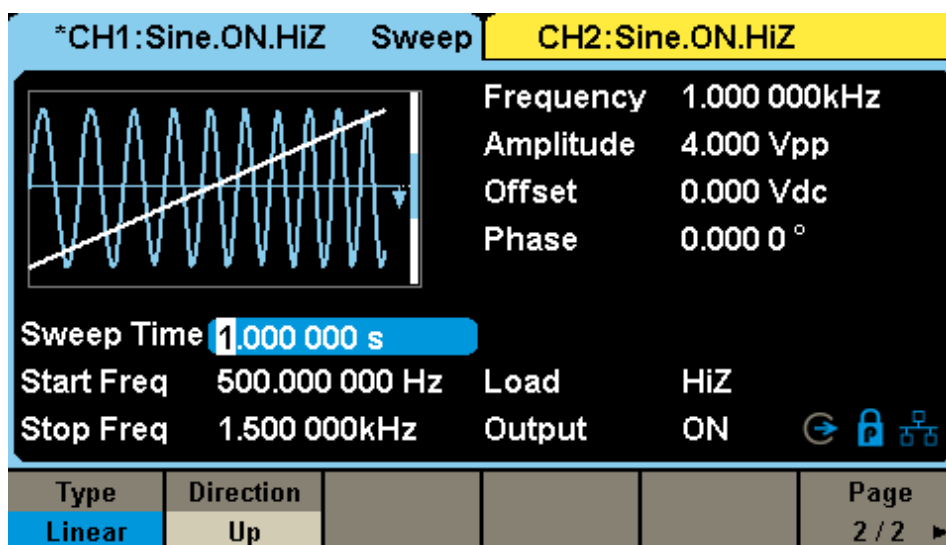 *CH1:Sine.ON.HiZ Sweep CH2:Sine.ON.HiZ
Frequency 1.000 000kHz
Amplitude 4.000 Vpp
Offset 0.000 Vdc
Phase 0.000 0 °
Sweep Time 1.000 000 s
Start Freq 500.000 000 Hz Load HiZ
Stop Freq 1.500 000kHz Output ON P
Type Direction Page
Linear Up 2 / 2